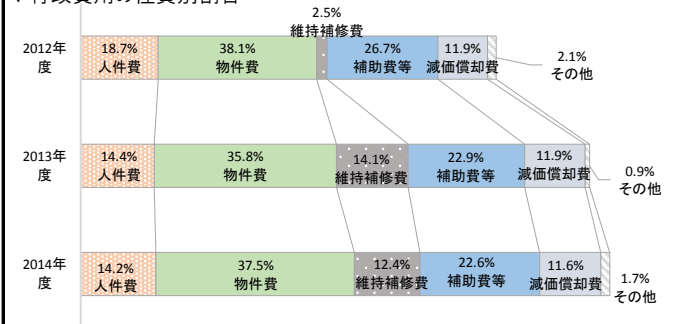 ▼行政費用の性質別割合
2012年度
18.7%
人件費
38.1%
物件費
2.5%
維持補修費
26.7%
補助費等
11.9%
減価償却費
2.1%
その他
2013年度
14.4%
人件費
35.8%
物件費
14.1%
維持補修費
22.9%
補助費等
11.9%
減価償却費
0.9%
その他
2014年度
14.2%
人件費
37.5%
物件費
12.4%
維持補修費
22.6%
補助費等
11.6%
減価償却費
1.7%
その他